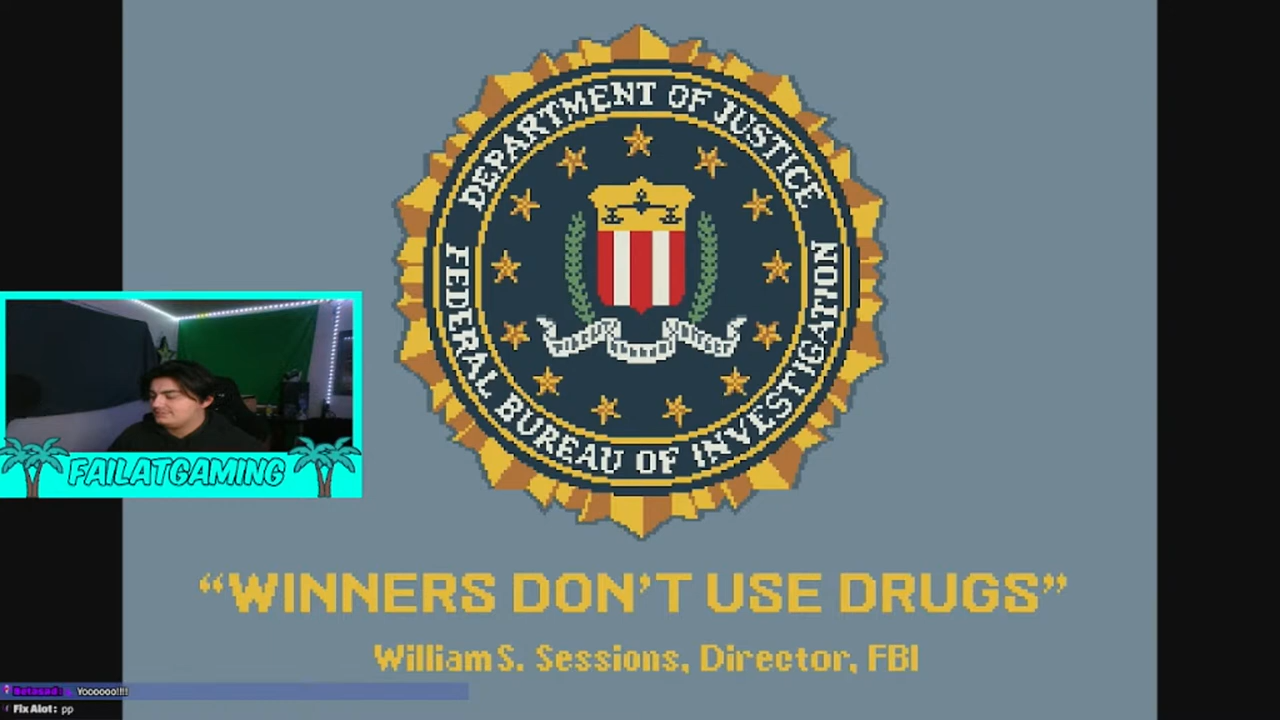 DEPARTMENT OF JUSTICE
FEDERAL BUREAU OF INVESTIGATION
“WINNERS DON’T USE DRUGS”
William S. Sessions, Director, FBI
FAILATGAMING
Yoooooo!!!!
Fix Alot: pp